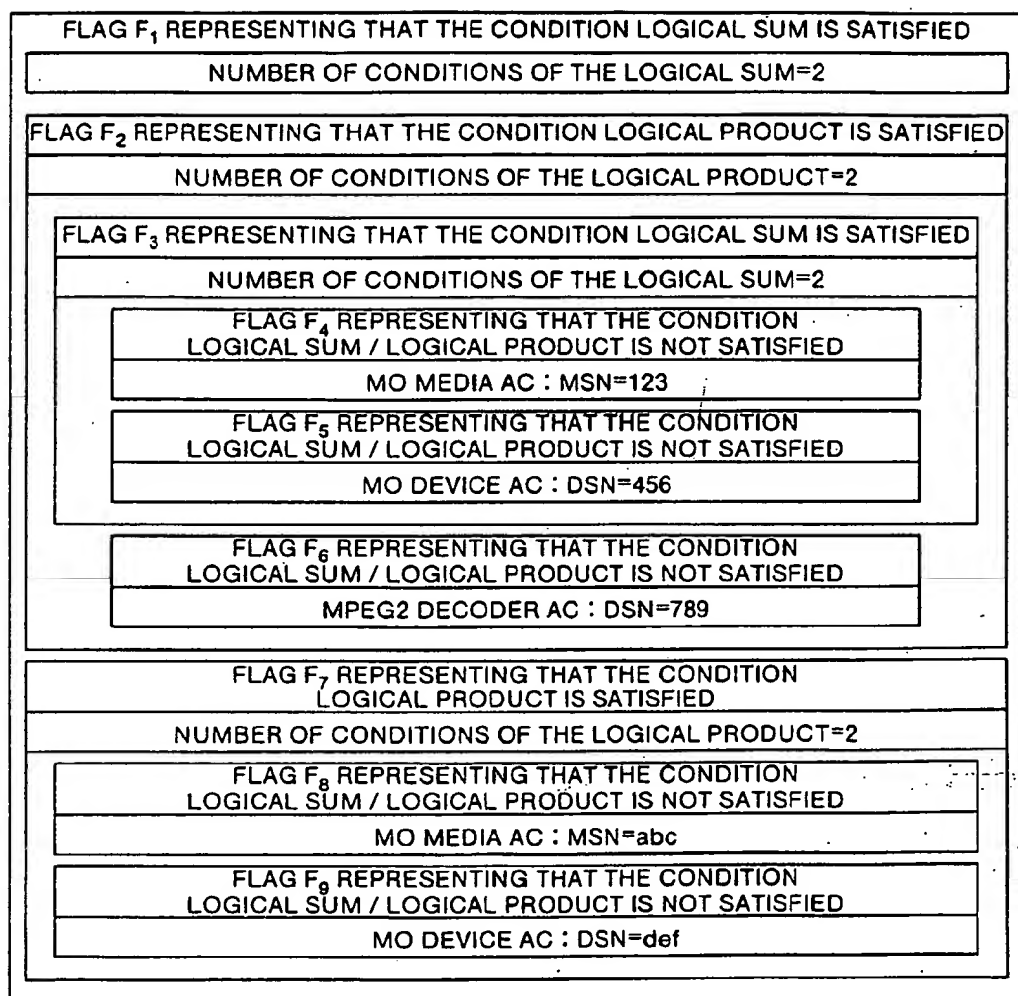 FLAG F₁ REPRESENTING THAT THE CONDITION LOGICAL SUM IS SATISFIED
NUMBER OF CONDITIONS OF THE LOGICAL SUM=2
FLAG F₂ REPRESENTING THAT THE CONDITION LOGICAL PRODUCT IS SATISFIED
NUMBER OF CONDITIONS OF THE LOGICAL PRODUCT=2
FLAG F₃ REPRESENTING THAT THE CONDITION LOGICAL SUM IS SATISFIED
NUMBER OF CONDITIONS OF THE LOGICAL SUM=2
FLAG F₄ REPRESENTING THAT THE CONDITION
LOGICAL SUM / LOGICAL PRODUCT IS NOT SATISFIED
MO MEDIA AC : MSN=123
FLAG F₅ REPRESENTING THAT THE CONDITION
LOGICAL SUM / LOGICAL PRODUCT IS NOT SATISFIED
MO DEVICE AC : DSN=456
FLAG F₆ REPRESENTING THAT THE CONDITION
LOGICAL SUM / LOGICAL PRODUCT IS NOT SATISFIED
MPEG2 DECODER AC : DSN=789
FLAG F₇ REPRESENTING THAT THE CONDITION
LOGICAL PRODUCT IS SATISFIED
NUMBER OF CONDITIONS OF THE LOGICAL PRODUCT=2
FLAG F₈ REPRESENTING THAT THE CONDITION
LOGICAL SUM / LOGICAL PRODUCT IS NOT SATISFIED
MO MEDIA AC : MSN=abc
FLAG F₉ REPRESENTING THAT THE CONDITION
LOGICAL SUM / LOGICAL PRODUCT IS NOT SATISFIED
MO DEVICE AC : DSN=def